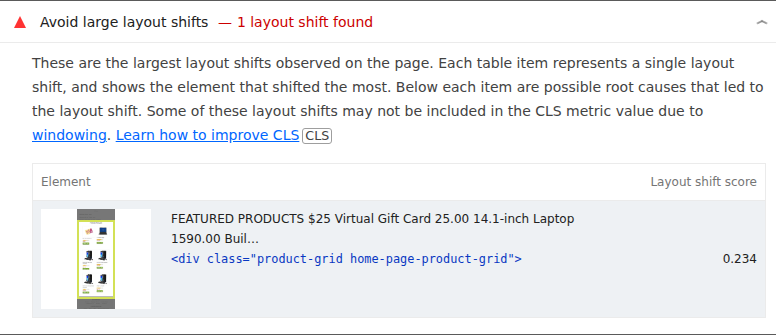 Avoid large layout shifts — 1 layout shift found
These are the largest layout shifts observed on the page. Each table item represents a single layout
shift, and shows the element that shifted the most. Below each item are possible root causes that led to
the layout shift. Some of these layout shifts may not be included in the CLS metric value due to
windowing. Learn how to improve CLS CLS
Element Layout shift score
FEATURED PRODUCTS $25 Virtual Gift Card 25.00 14.1-inch Laptop
1590.00 Buil...
<div class="product-grid home-page-product-grid">
0.234